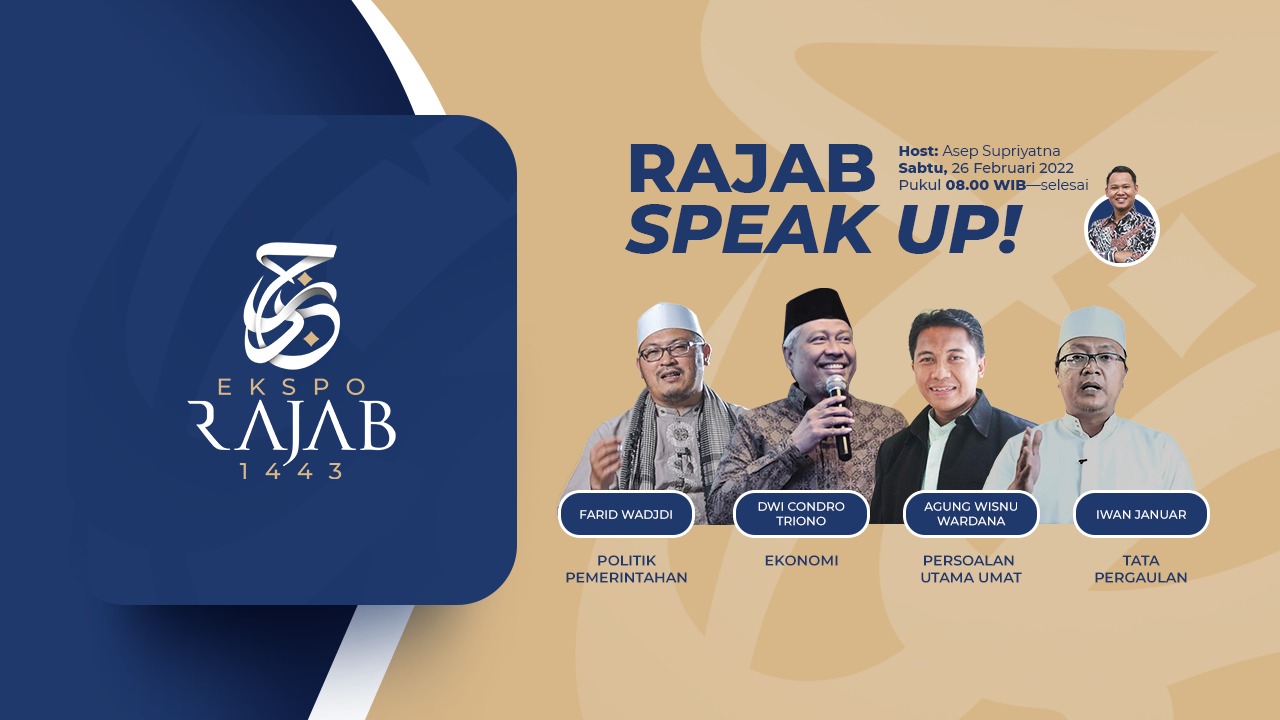 EKSPO
RAJAB
1443
RAJAB
SPEAK UP!
Host: Asep Supriyatna
Sabtu, 26 Februari 2022
Pukul 08.00 WIB—selesai
FARID WADJDI
POLITIK
PEMERINTAHAN
DWI CONDRO
TRIONO
EKONOMI
AGUNG WISNU
WARDANA
PERSOALAN
UTAMA UMAT
IWAN JANUAR
TATA
PERGAULAN